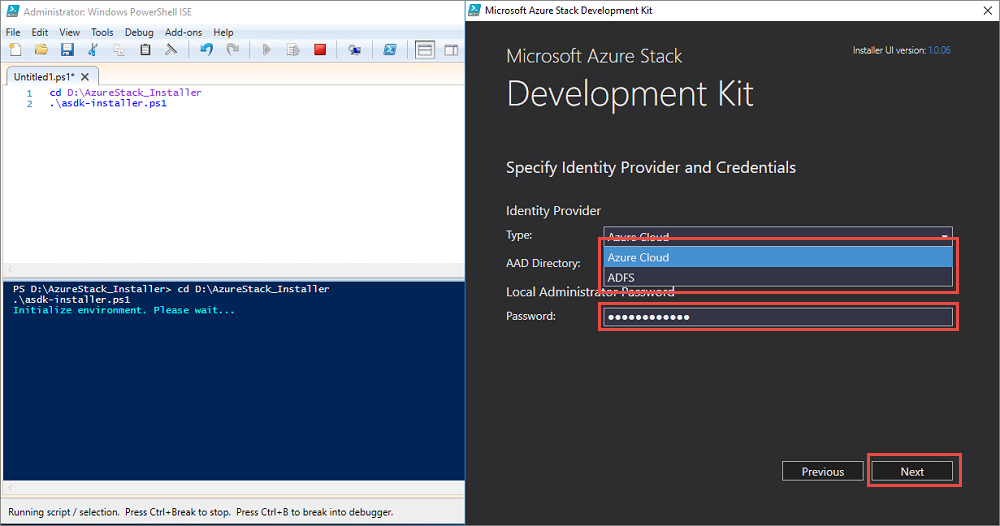 Administrator: Windows PowerShell ISE
File Edit View Tools Debug Add-ons Help
Untitled1.ps1*
1 cd D:\AzureStack_Installer
2 .\asdk-installer.ps1
PS D:\AzureStack_Installer> cd D:\AzureStack_Installer
.\asdk-installer.ps1
Initialize environment. Please wait...
Running script / selection. Press Ctrl+Break to stop. Press Ctrl+B to break into debugger.
Microsoft Azure Stack Development Kit
Microsoft Azure Stack
Installer UI version: 1.0.06
Development Kit
Specify Identity Provider and Credentials
Identity Provider
Type: Azure Cloud
Azure Cloud
AAD Directory:
ADFS
Local Administrator Password
Password: ●●●●●●●●●●●●
Previous Next